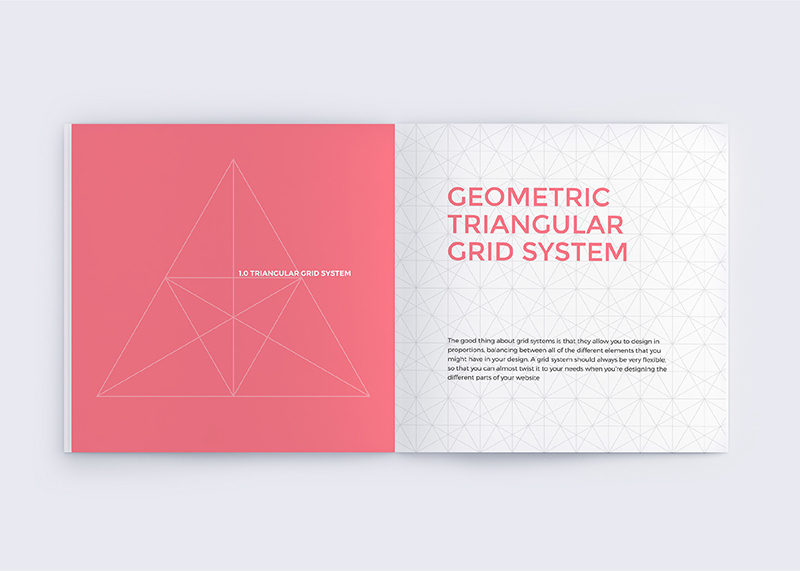 1.0 TRIANGULAR GRID SYSTEM
GEOMETRIC
TRIANGULAR
GRID SYSTEM
The good thing about grid systems is that they allow you to design in
proportions, balancing between all of the different elements that you
might have in your design. A grid system should always be very flexible,
so that you can almost twist it to your needs when you're designing the
different parts of your website